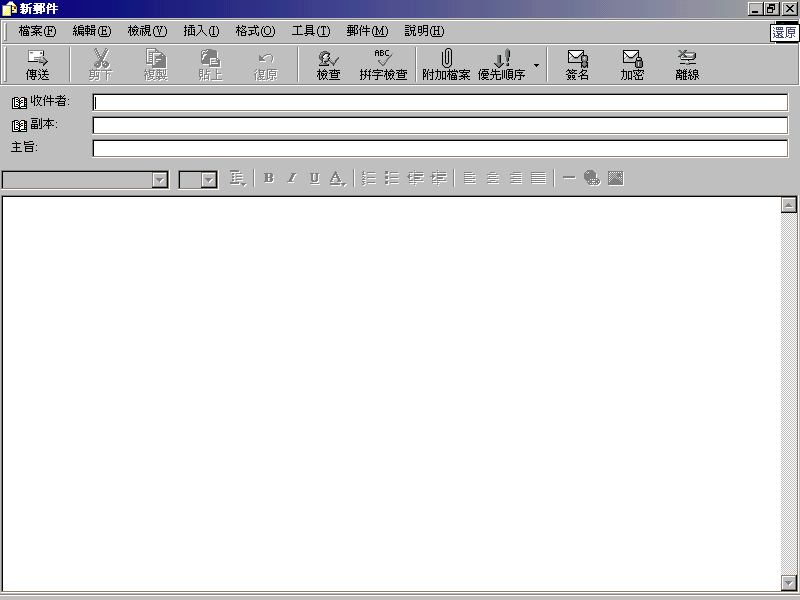 新郵件
檔案(F) 編輯(E) 檢視(V) 插入(I) 格式(O) 工具(T) 郵件(M) 說明(H)
還原
傳送 剪下 複製 貼上 復原 檢查 ABC 拼字檢查 附加檔案 優先順序 簽名 加密 離線
收件者:
副本:
主旨:
B I U A